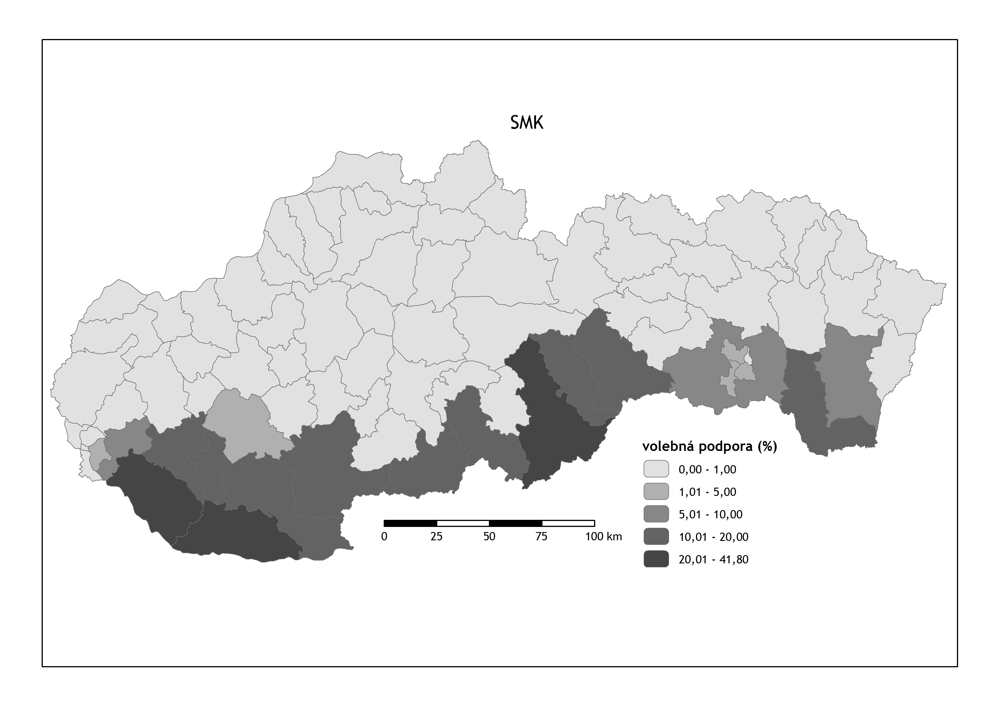 SMK
volebná podpora (%)
0,00 - 1,00
1,01 - 5,00
5,01 - 10,00
10,01 - 20,00
20,01 - 41,80
0 25 50 75 100 km